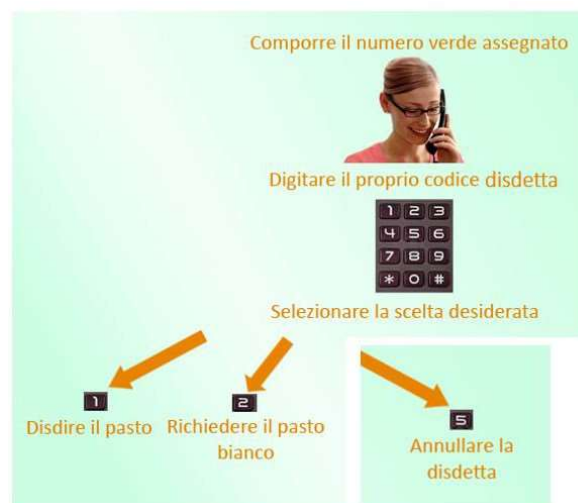 Comporre il numero verde assegnato
Digitare il proprio codice disdetta
1 2 3
4 5 6
7 8 9
* 0 #
Selezionare la scelta desiderata
1
Disdire il pasto
2
Richiedere il pasto
bianco
5
Annullare la
disdetta